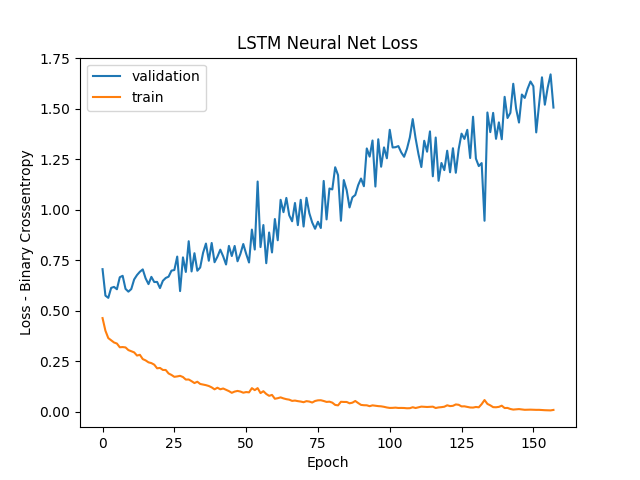 LSTM Neural Net Loss
validation
train
1.75
1.50
1.25
1.00
0.75
0.50
0.25
0.00
Loss - Binary Crossentropy
0 25 50 75 100 125 150
Epoch